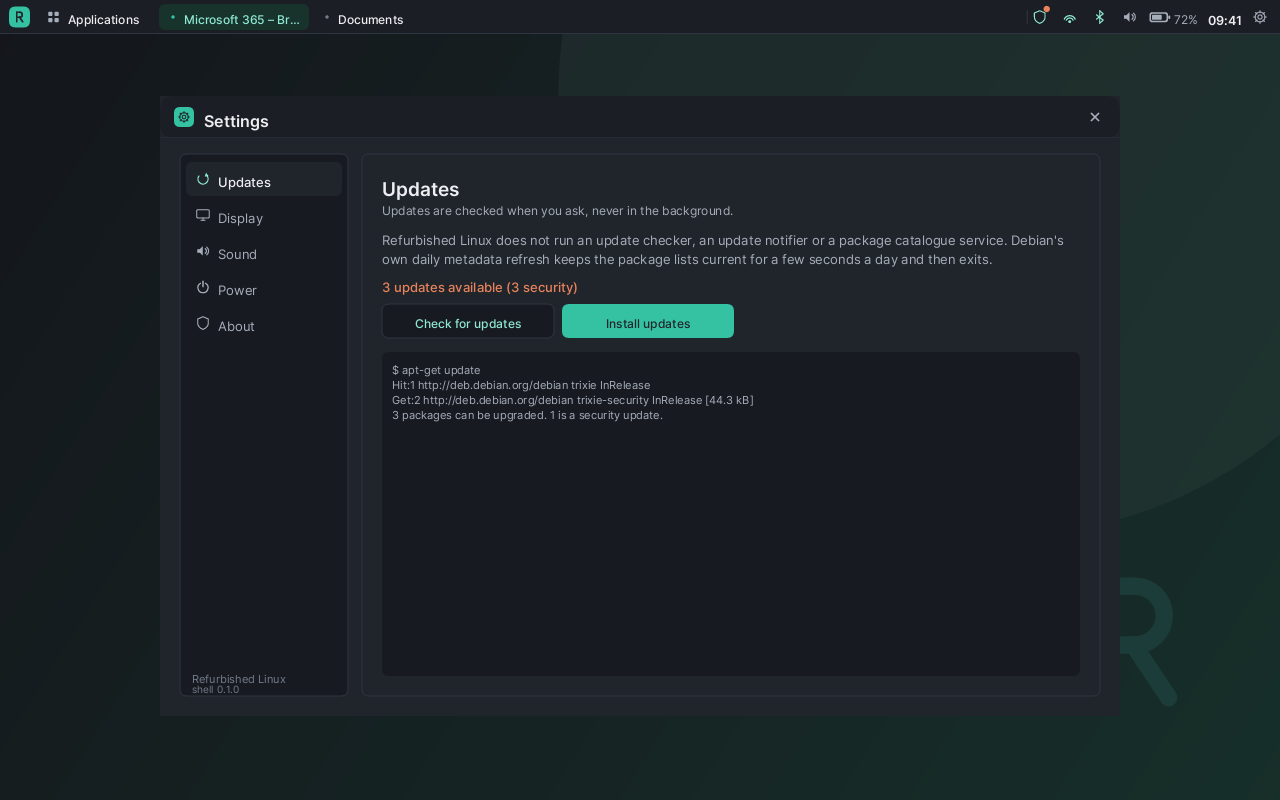 R
Applications
Microsoft 365 – Br...
Documents
72%
09:41
Settings
Updates
Display
Sound
Power
About
Refurbished Linux
shell 0.1.0
Updates
Updates are checked when you ask, never in the background.
Refurbished Linux does not run an update checker, an update notifier or a package catalogue service. Debian's
own daily metadata refresh keeps the package lists current for a few seconds a day and then exits.
3 updates available (3 security)
Check for updates
Install updates
$ apt-get update
Hit:1 http://deb.debian.org/debian trixie InRelease
Get:2 http://deb.debian.org/debian trixie-security InRelease [44.3 kB]
3 packages can be upgraded. 1 is a security update.
R